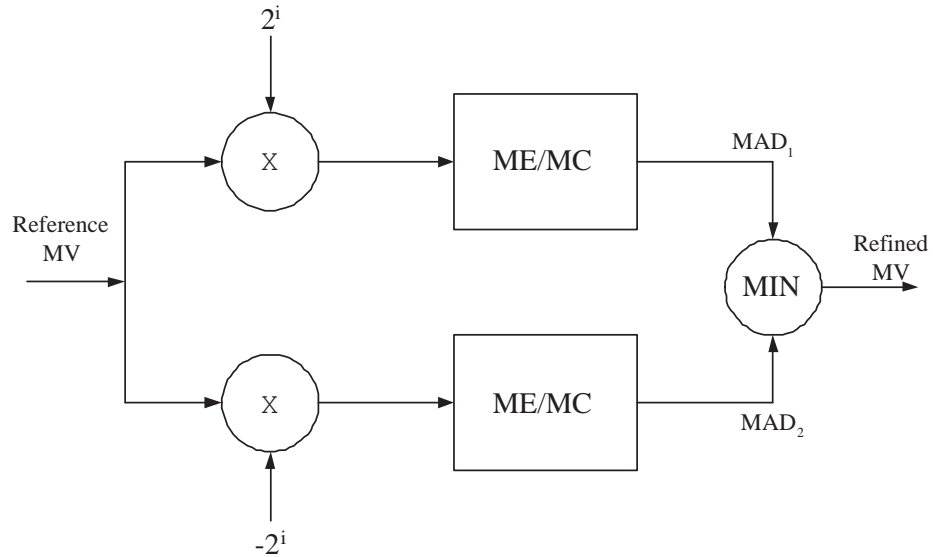 2^i
X
ME/MC
MAD_1
Reference
MV
MIN
Refined
MV
X
ME/MC
MAD_2
-2^i